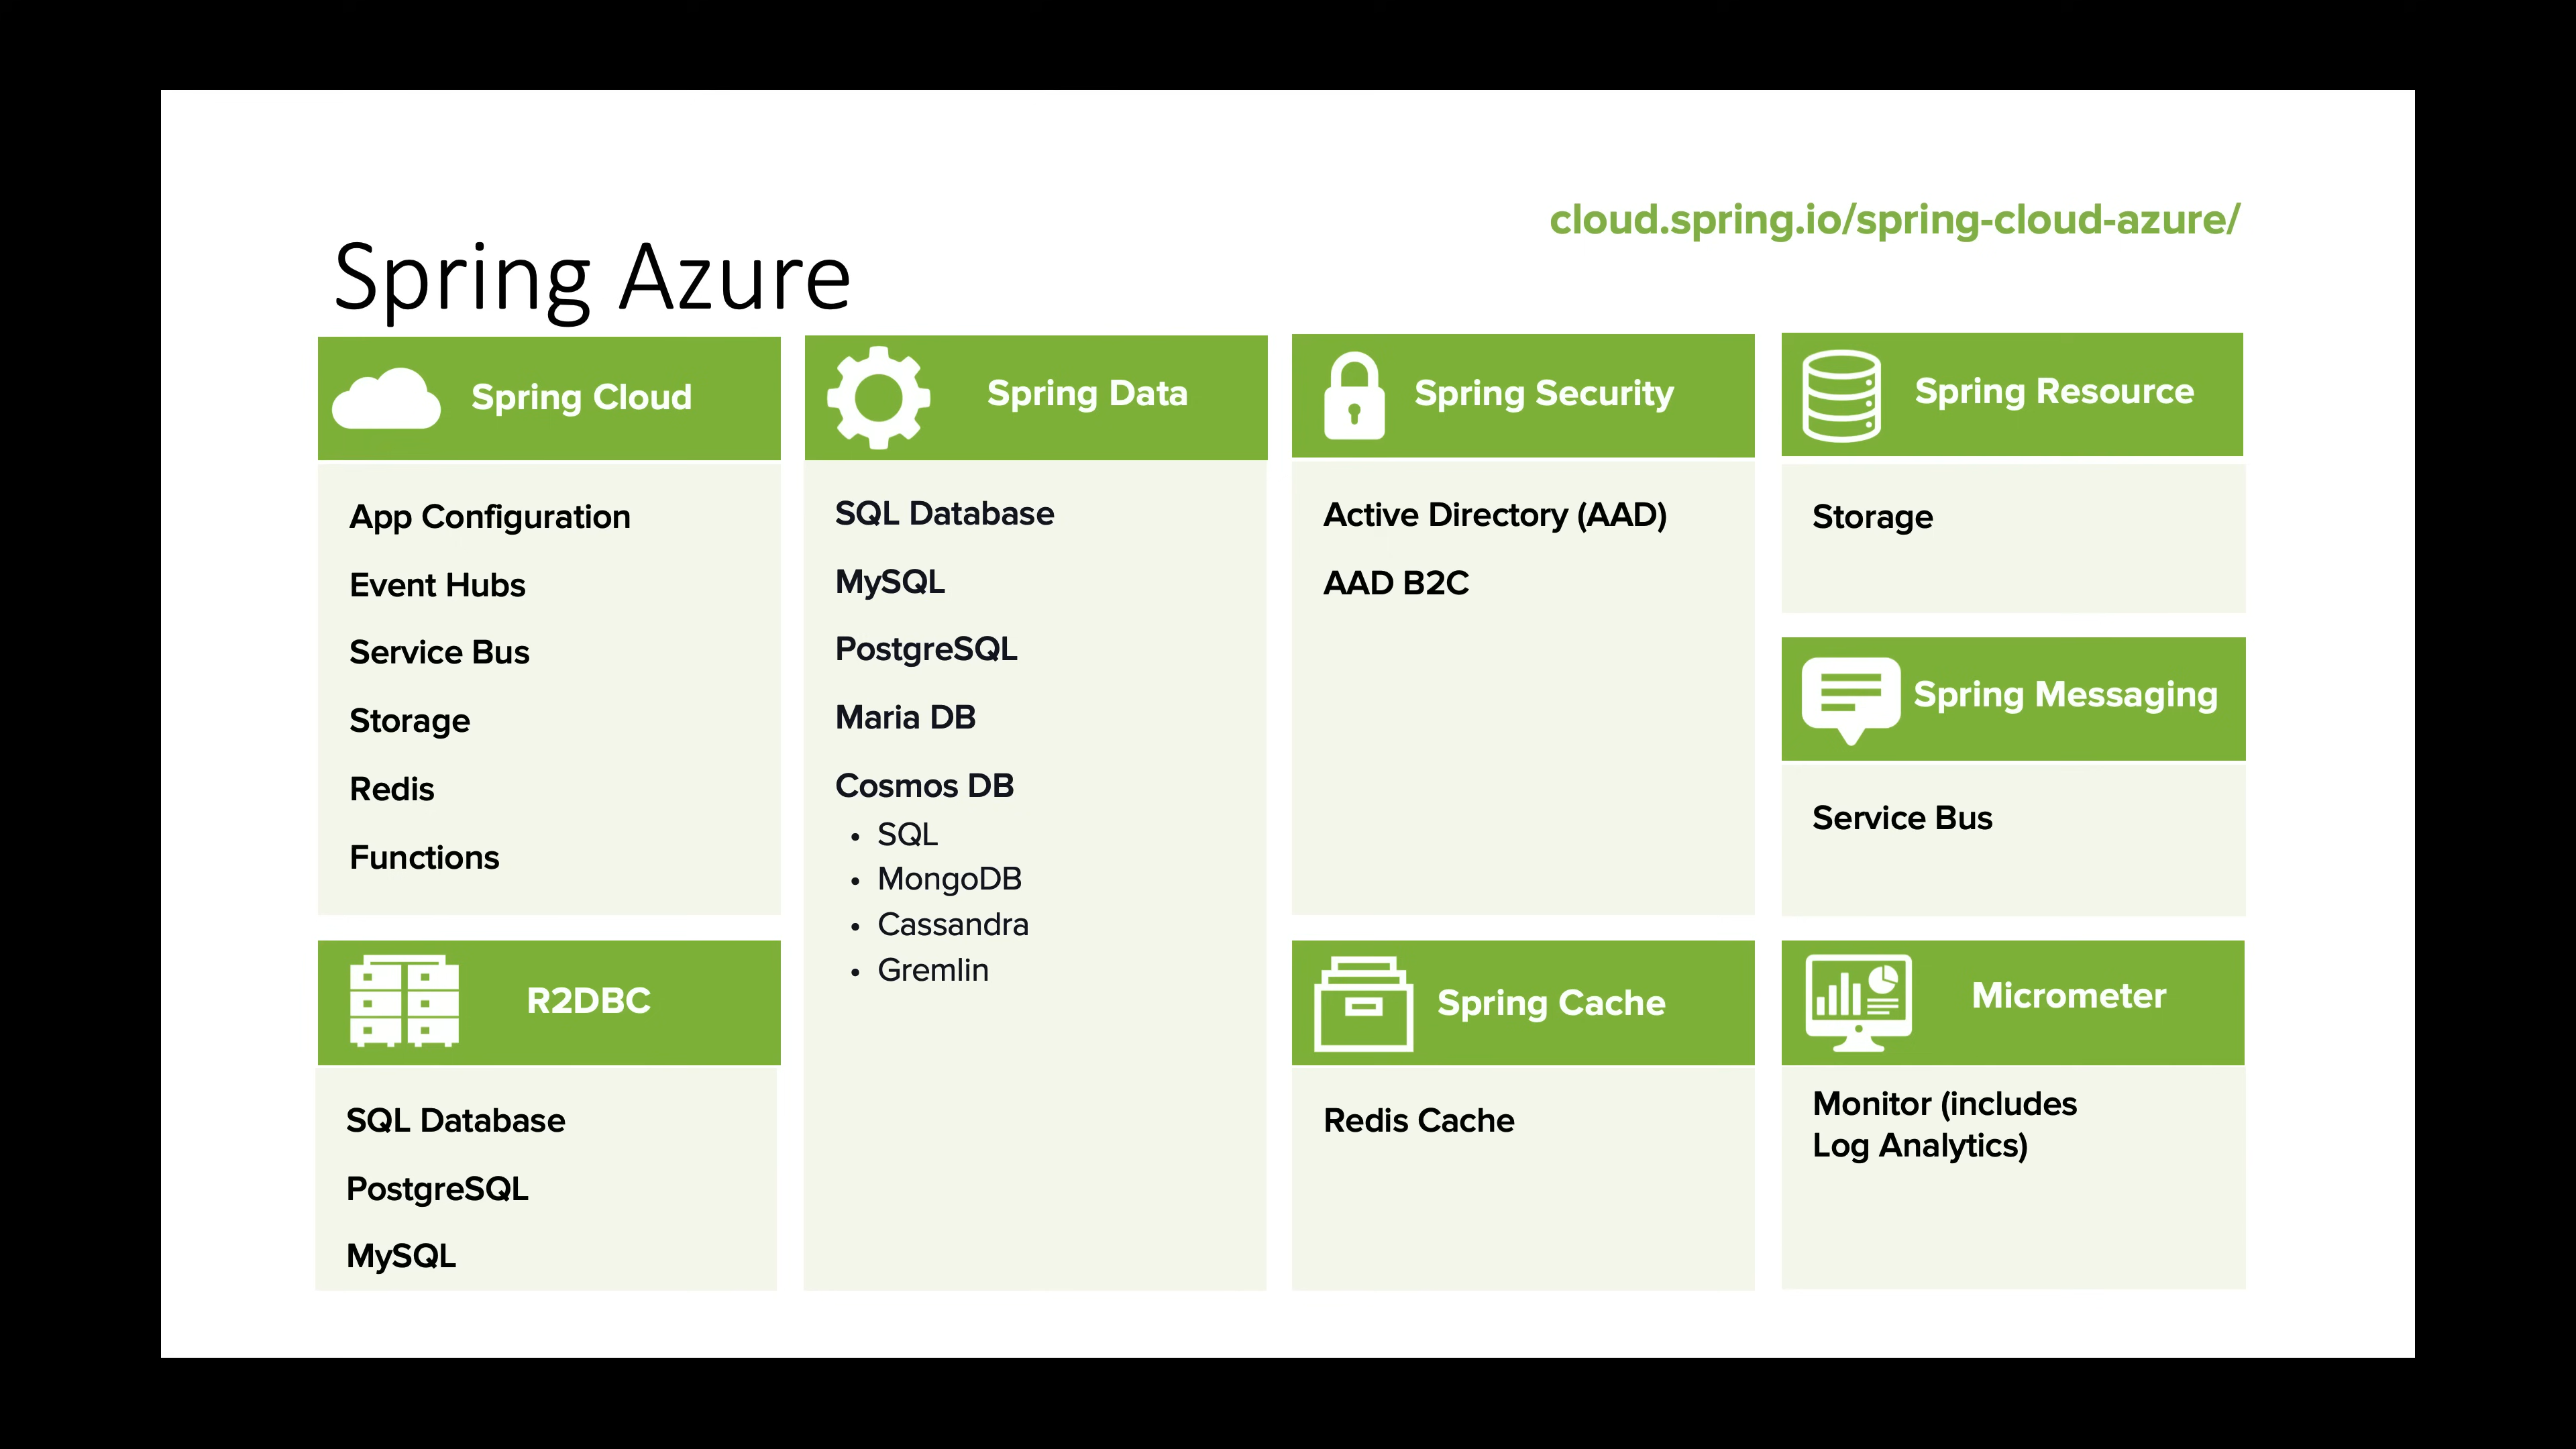 cloud.spring.io/spring-cloud-azure/
Spring Azure
Spring Cloud
App Configuration
Event Hubs
Service Bus
Storage
Redis
Functions
R2DBC
SQL Database
PostgreSQL
MySQL
Spring Data
SQL Database
MySQL
PostgreSQL
Maria DB
Cosmos DB
• SQL
• MongoDB
• Cassandra
• Gremlin
Spring Security
Active Directory (AAD)
AAD B2C
Spring Cache
Redis Cache
Spring Resource
Storage
Spring Messaging
Service Bus
Micrometer
Monitor (includes
Log Analytics)